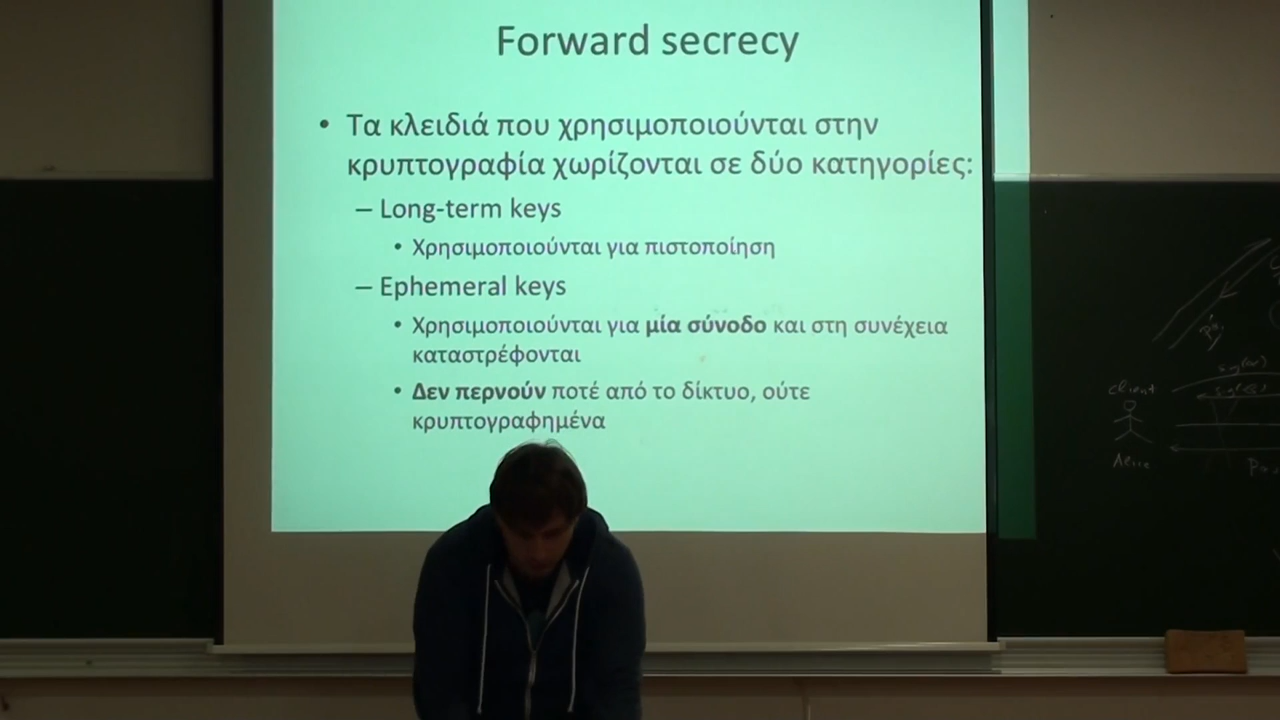 Forward secrecy
• Τα κλειδιά που χρησιμοποιούνται στην
κρυπτογραφία χωρίζονται σε δύο κατηγορίες:
– Long-term keys
• Χρησιμοποιούνται για πιστοποίηση
– Ephemeral keys
• Χρησιμοποιούνται για μία σύνοδο και στη συνέχεια
καταστρέφονται
• Δεν περνούν ποτέ από το δίκτυο, ούτε
κρυπτογραφημένα
client